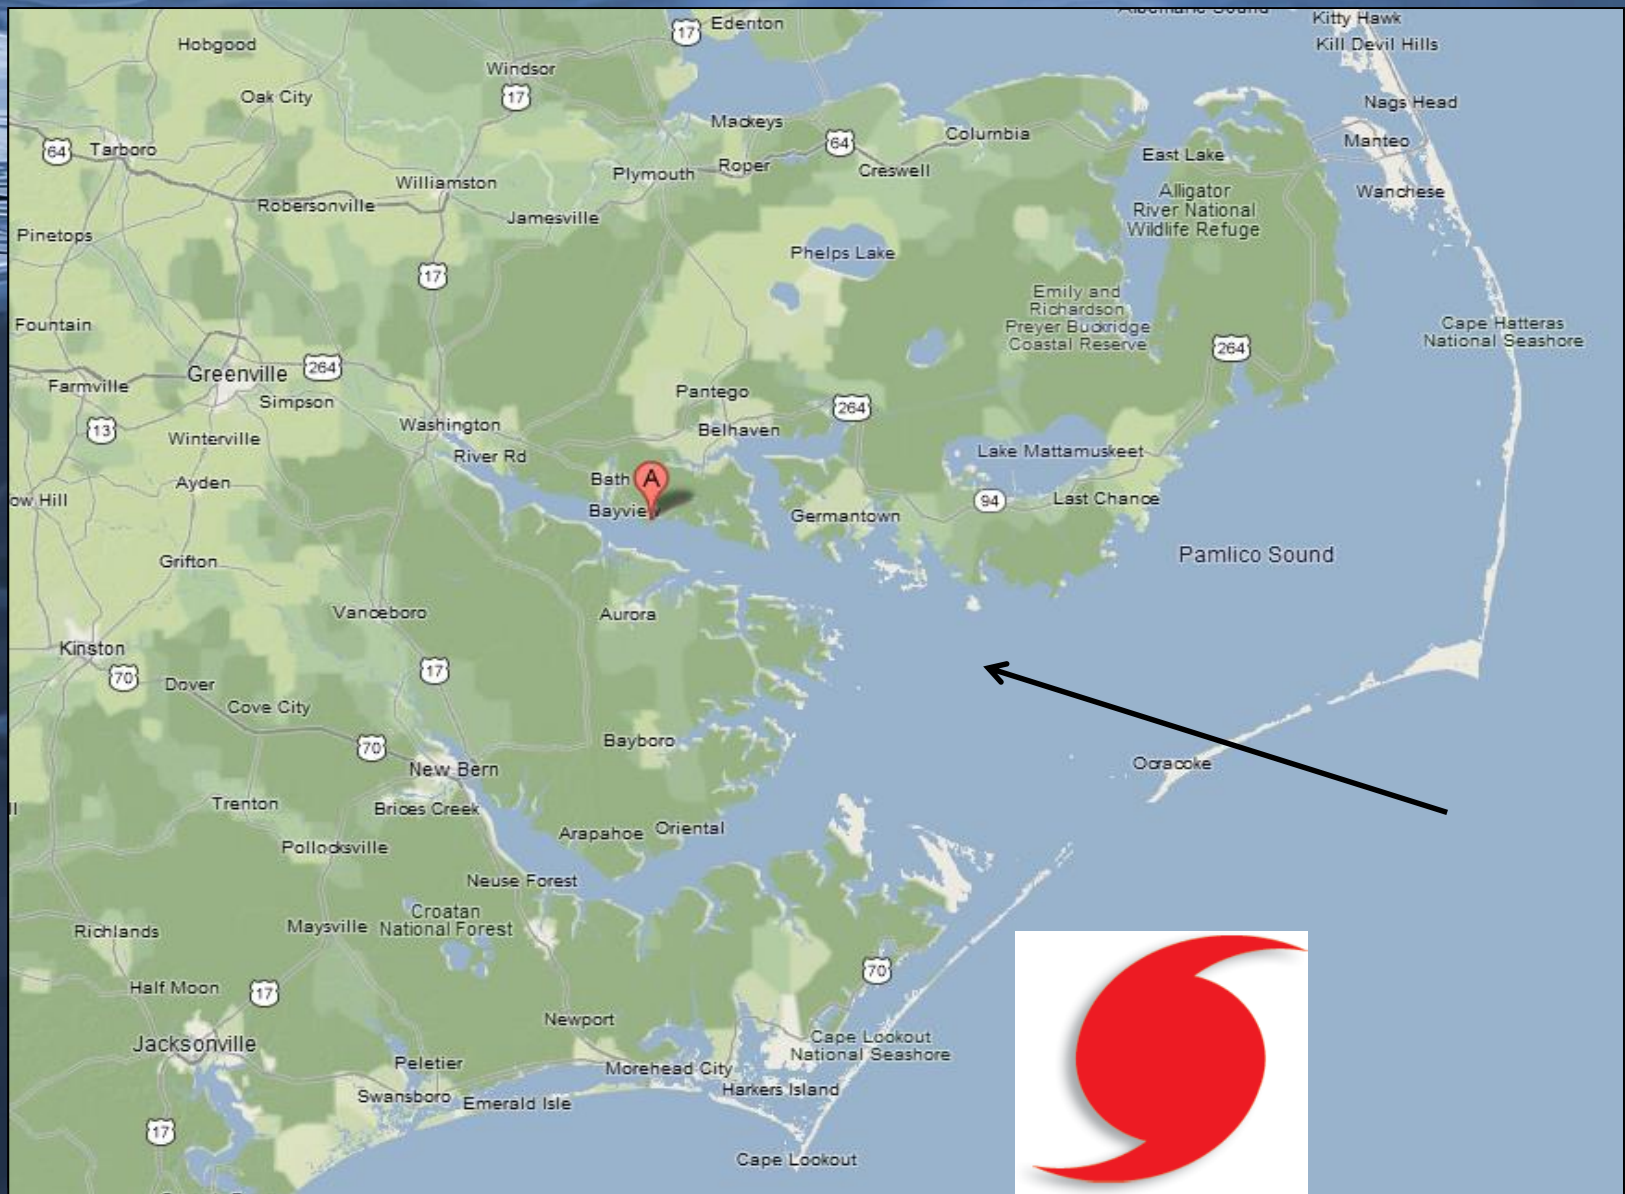 Albemarle Sound
Kitty Hawk
17
Edenton
Hobgood
Kill Devil Hills
Windsor
Oak City
17
Nags Head
Mackeys
Columbia
64
Tarboro
64
Manteo
East Lake
Plymouth
Roper
Creswell
Williamston
Alligator
River National
Wildlife Refuge
Wanchese
Robersonville
Jamesville
Pinetops
Phelps Lake
17
Emily and
Richardson
Preyer Buckridge
Coastal Reserve
Fountain
Cape Hatteras
National Seashore
264
Greenville
264
Farmville
Pantego
Simpson
264
13
Winterville
Washington
Belhaven
River Rd
Lake Mattamuskeet
Bath
A
Ayden
ow Hill
94
Last Chance
Bayvie
Germantown
Pamlico Sound
Grifton
Vanceboro
Aurora
Kinston
70
17
Dover
Cove City
70
Bayboro
New Bern
Ocracoke
Trenton
Brices Creek
ll
Arapahoe
Oriental
Pollocksville
Neuse Forest
Croatan
National Forest
Richlands
Maysville
70
Half Moon
17
Newport
Jacksonville
Cape Lookout
National Seashore
Peletier
Morehead City
Harkers Island
Swansboro
Emerald Isle
17
Cape Lookout